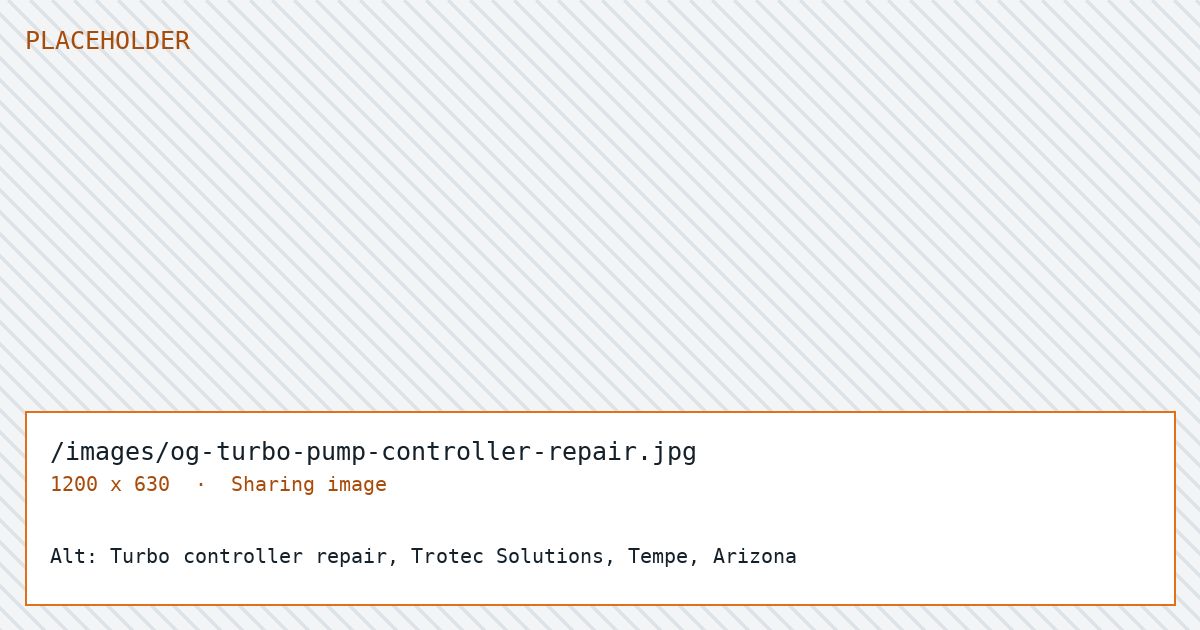 PLACEHOLDER
/images/og-turbo-pump-controller-repair.jpg
1200 x 630 · Sharing image
Alt: Turbo controller repair, Trotec Solutions, Tempe, Arizona